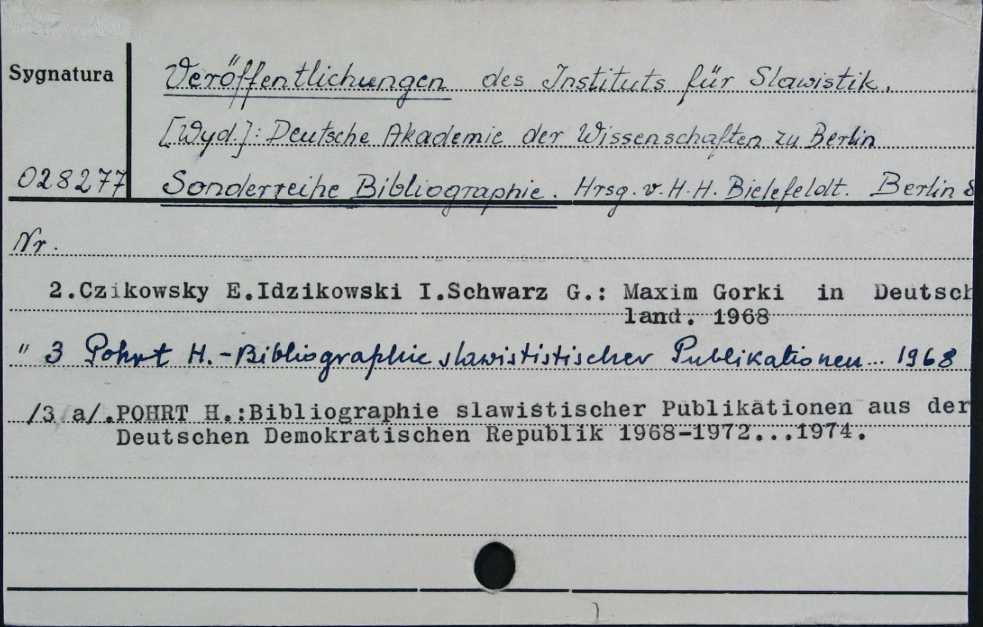 Sygnatura
Veröffentlichungen des Instituts für Slawistik.
[Wyd.]: Deutsche Akademie der Wissenschaften zu Berlin
028277 Sonderreihe Bibliographie. Hrsg. v. H.H. Bielefeldt. Berlin
Nr.
2.Czikowsky E.Idzikowski I.Schwarz G.: Maxim Gorki in Deutsch
land. 1968
" 3 Pohrt H. - Bibliographie slawististischer Publikationen... 1968
/3 a/.POHRT H.:Bibliographie slawistischer Publikationen aus der
Deutschen Demokratischen Republik 1968-1972...1974.